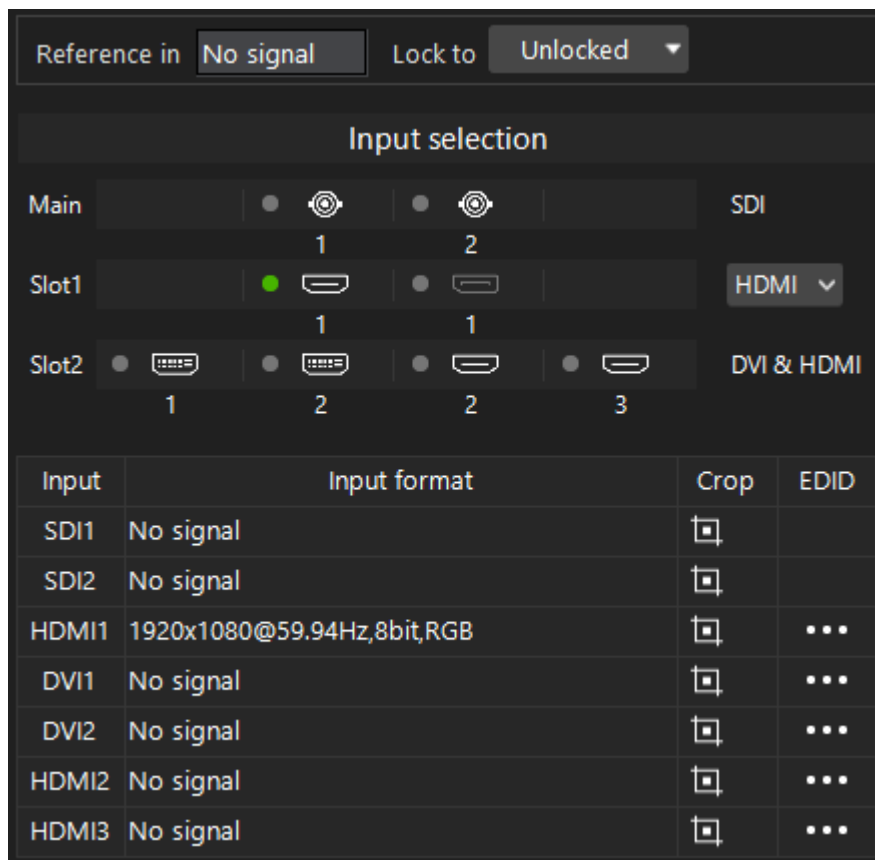 Reference in No signal Lock to Unlocked
Input selection
Main SDI
1 2
Slot1 HDMI
1 1
Slot2 DVI & HDMI
1 2 2 3
Input Input format Crop EDID
SDI1 No signal
SDI2 No signal
HDMI1 1920x1080@59.94Hz,8bit,RGB
DVI1 No signal
DVI2 No signal
HDMI2 No signal
HDMI3 No signal